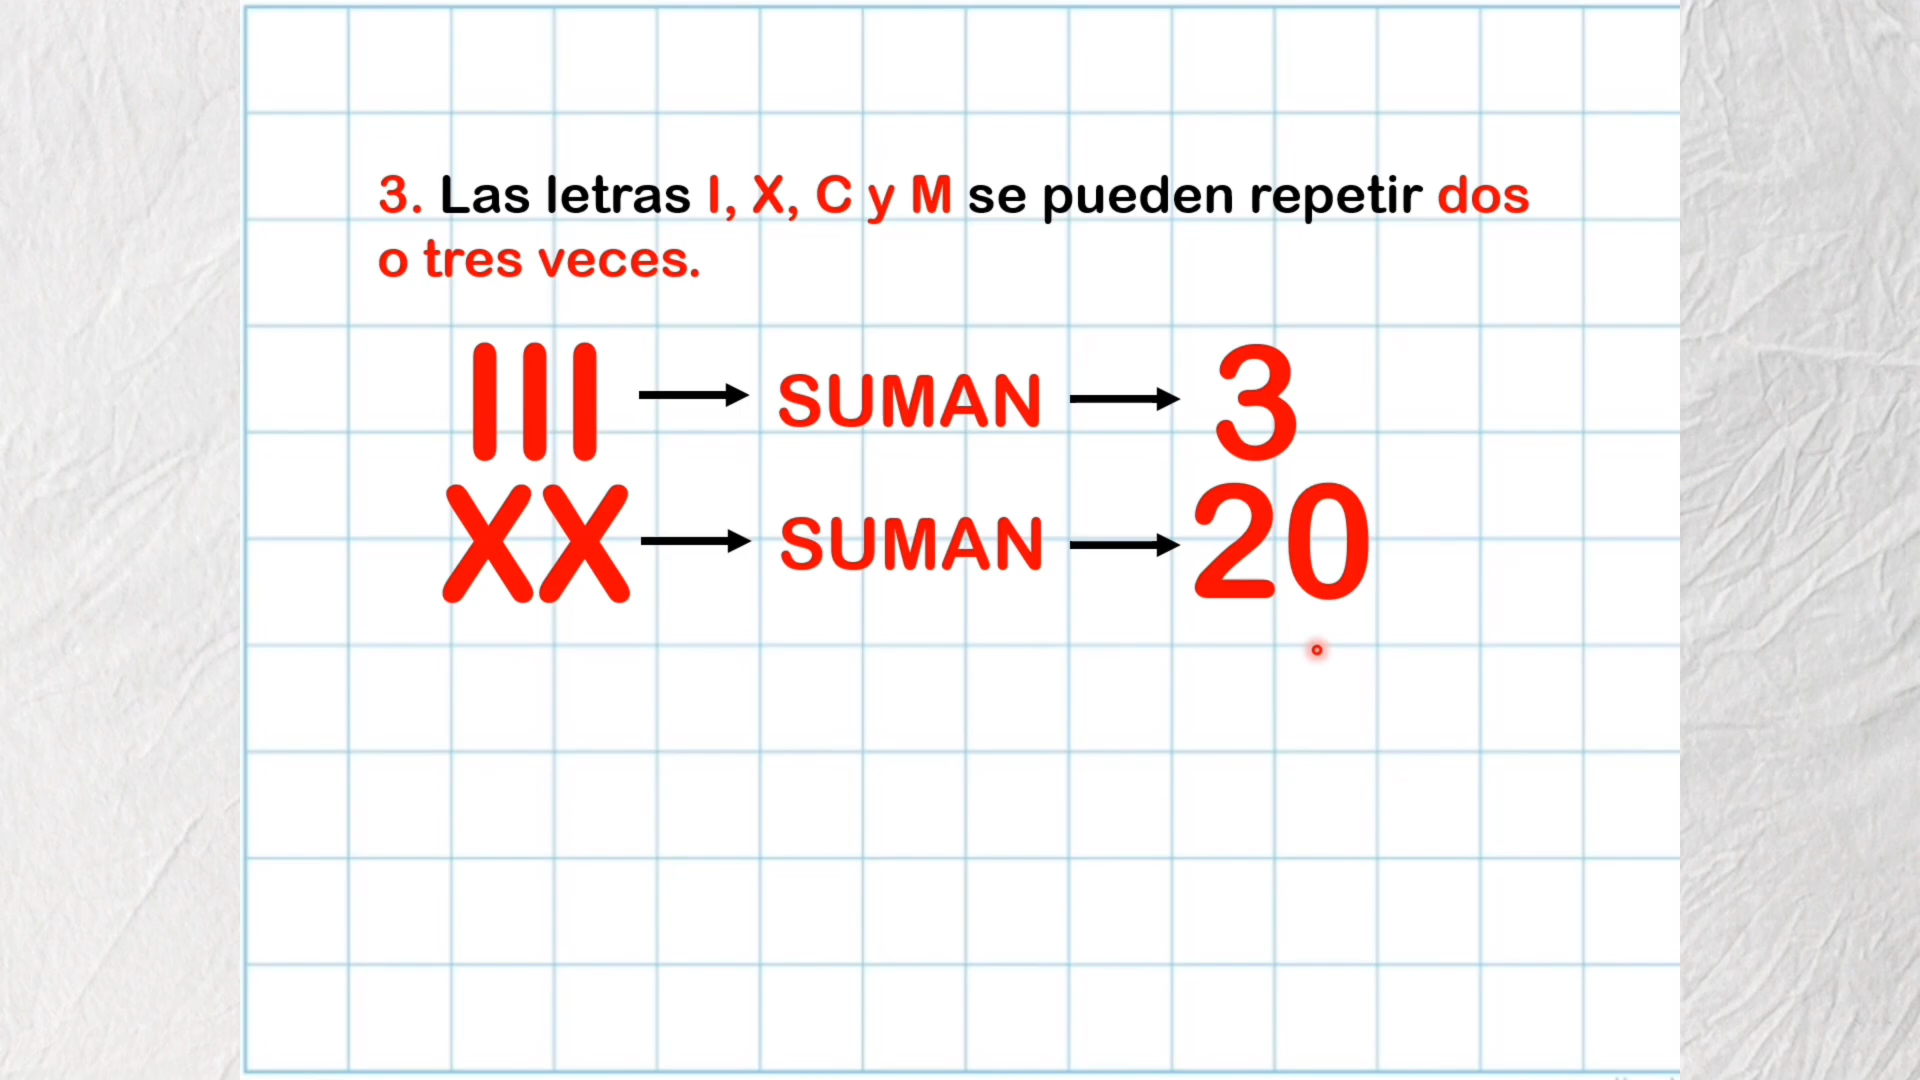 3. Las letras I, X, C y M se pueden repetir dos
o tres veces.
III SUMAN 3
XX SUMAN 20